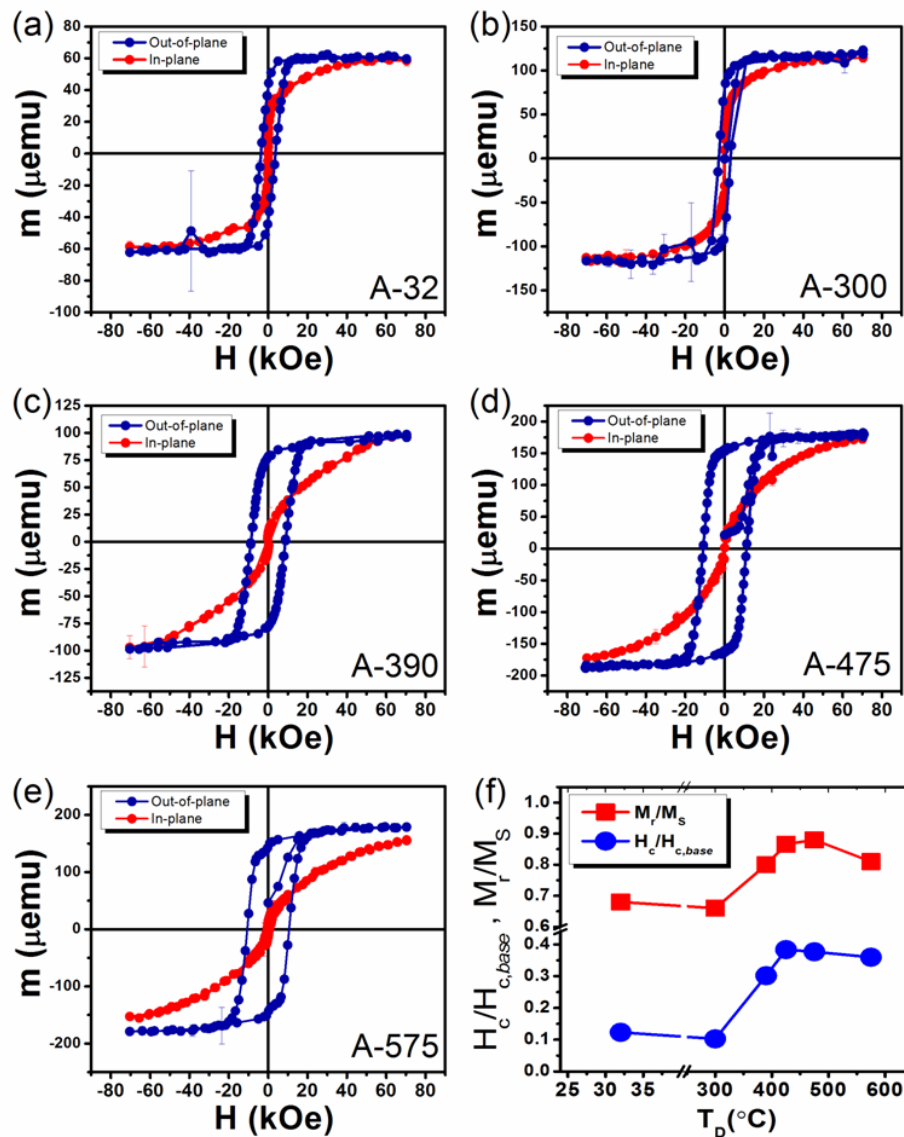 (a)
80
60
40
20
0
-20
-40
-60
-80
-100
m (µemu)
Out-of-plane
In-plane
A-32
-80 -60 -40 -20 0 20 40 60 80
H (kOe)
(b)
150
100
50
0
-50
-100
-150
m (µemu)
Out-of-plane
In-plane
A-300
-80 -60 -40 -20 0 20 40 60 80
H (kOe)
(c)
125
100
75
50
25
0
-25
-50
-75
-100
-125
m (µemu)
Out-of-plane
In-plane
A-390
-80 -60 -40 -20 0 20 40 60 80
H (kOe)
(d)
200
150
100
50
0
-50
-100
-150
-200
m (µemu)
Out-of-plane
In-plane
A-475
-80 -60 -40 -20 0 20 40 60 80
H (kOe)
(e)
200
100
0
-100
-200
m (µemu)
Out-of-plane
In-plane
A-575
-80 -60 -40 -20 0 20 40 60 80
H (kOe)
(f)
1.0
0.9
0.8
0.7
0.6
0.4
0.3
0.2
0.1
0.0
Hc/Hc,base , Mr/MS
Mr/MS
Hc/Hc,base
25 30 35 300 400 500 600
TD(°C)